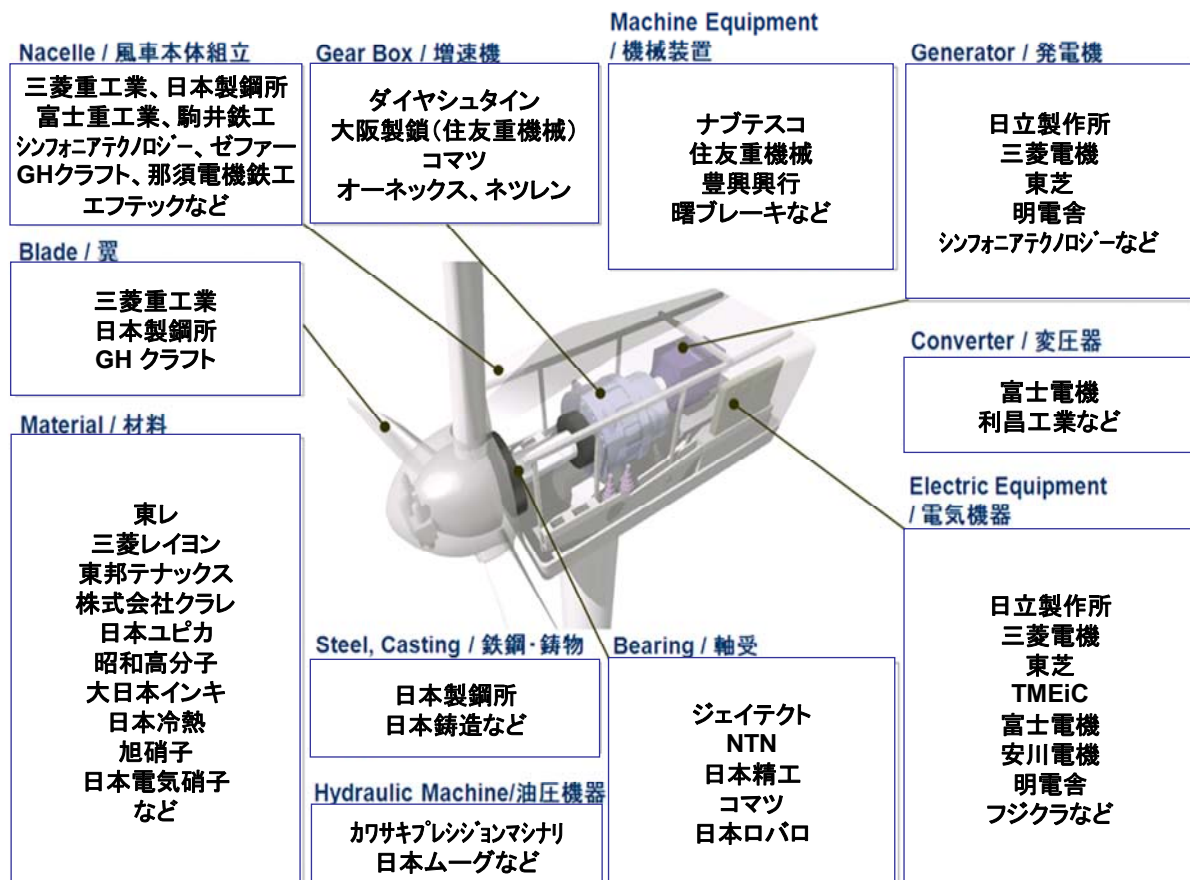 Nacelle / 風車本体組立
三菱重工業、日本製鋼所
富士重工業、駒井鉄工
シンフォニアテクノロジー、ゼファー
GHクラフト、那須電機鉄工
エフテックなど
Gear Box / 増速機
ダイヤシュタイン
大阪製鎖(住友重機械)
コマツ
オーネックス、ネツレン
Machine Equipment
/ 機械装置
ナブテスコ
住友重機械
豊興興行
曙ブレーキなど
Generator / 発電機
日立製作所
三菱電機
東芝
明電舎
シンフォニアテクノロジーなど
Blade / 翼
三菱重工業
日本製鋼所
GH クラフト
Converter / 変圧器
富士電機
利昌工業など
Material / 材料
東レ
三菱レイヨン
東邦テナックス
株式会社クラレ
日本ユピカ
昭和高分子
大日本インキ
日本冷熱
旭硝子
日本電気硝子
など
Electric Equipment
/ 電気機器
日立製作所
三菱電機
東芝
TMEiC
富士電機
安川電機
明電舎
フジクラなど
Steel, Casting / 鉄鋼・鋳物
日本製鋼所
日本鋳造など
Bearing / 軸受
ジェイテクト
NTN
日本精工
コマツ
日本ロバロ
Hydraulic Machine/油圧機器
カワサキプレシジョンマシナリ
日本ムーグなど